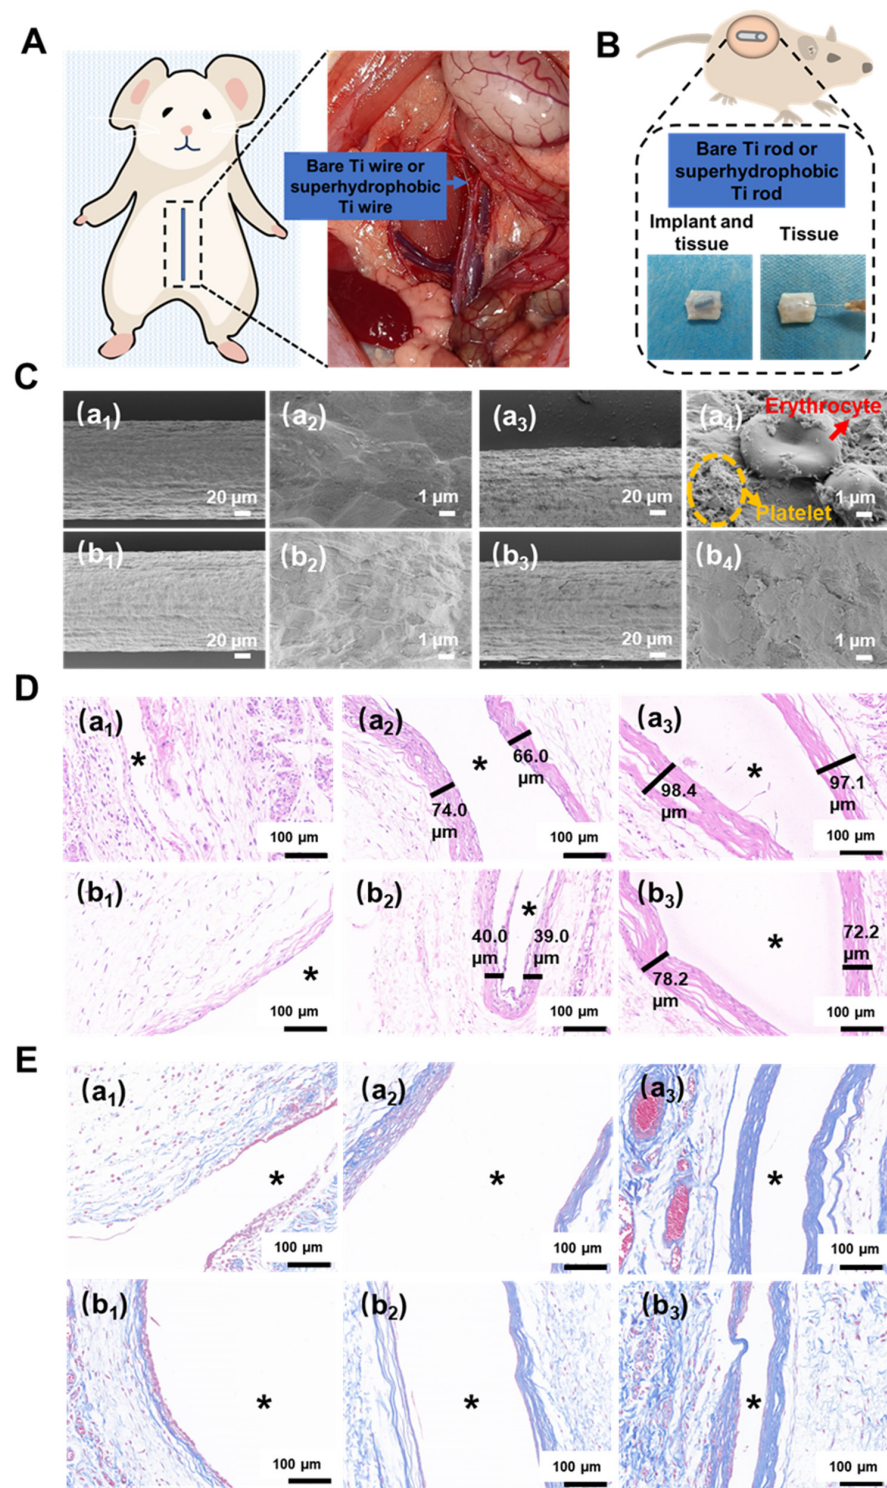 A
B
Bare Ti wire or
superhydrophobic
Ti wire
Bare Ti rod or
superhydrophobic
Ti rod
Implant and
tissue
Tissue
C
(a₁)
20 μm
(a₂)
1 μm
(a₃)
20 μm
(a₄)
Erythrocyte
Platelet
1 μm
(b₁)
20 μm
(b₂)
1 μm
(b₃)
20 μm
(b₄)
1 μm
D
(a₁)
*
100 μm
(a₂)
*
66.0
μm
74.0
μm
100 μm
(a₃)
*
98.4
μm
97.1
μm
100 μm
(b₁)
*
100 μm
(b₂)
*
40.0
μm
39.0
μm
100 μm
(b₃)
*
72.2
μm
78.2
μm
100 μm
E
(a₁)
*
100 μm
(a₂)
*
100 μm
(a₃)
*
100 μm
(b₁)
*
100 μm
(b₂)
*
100 μm
(b₃)
*
100 μm